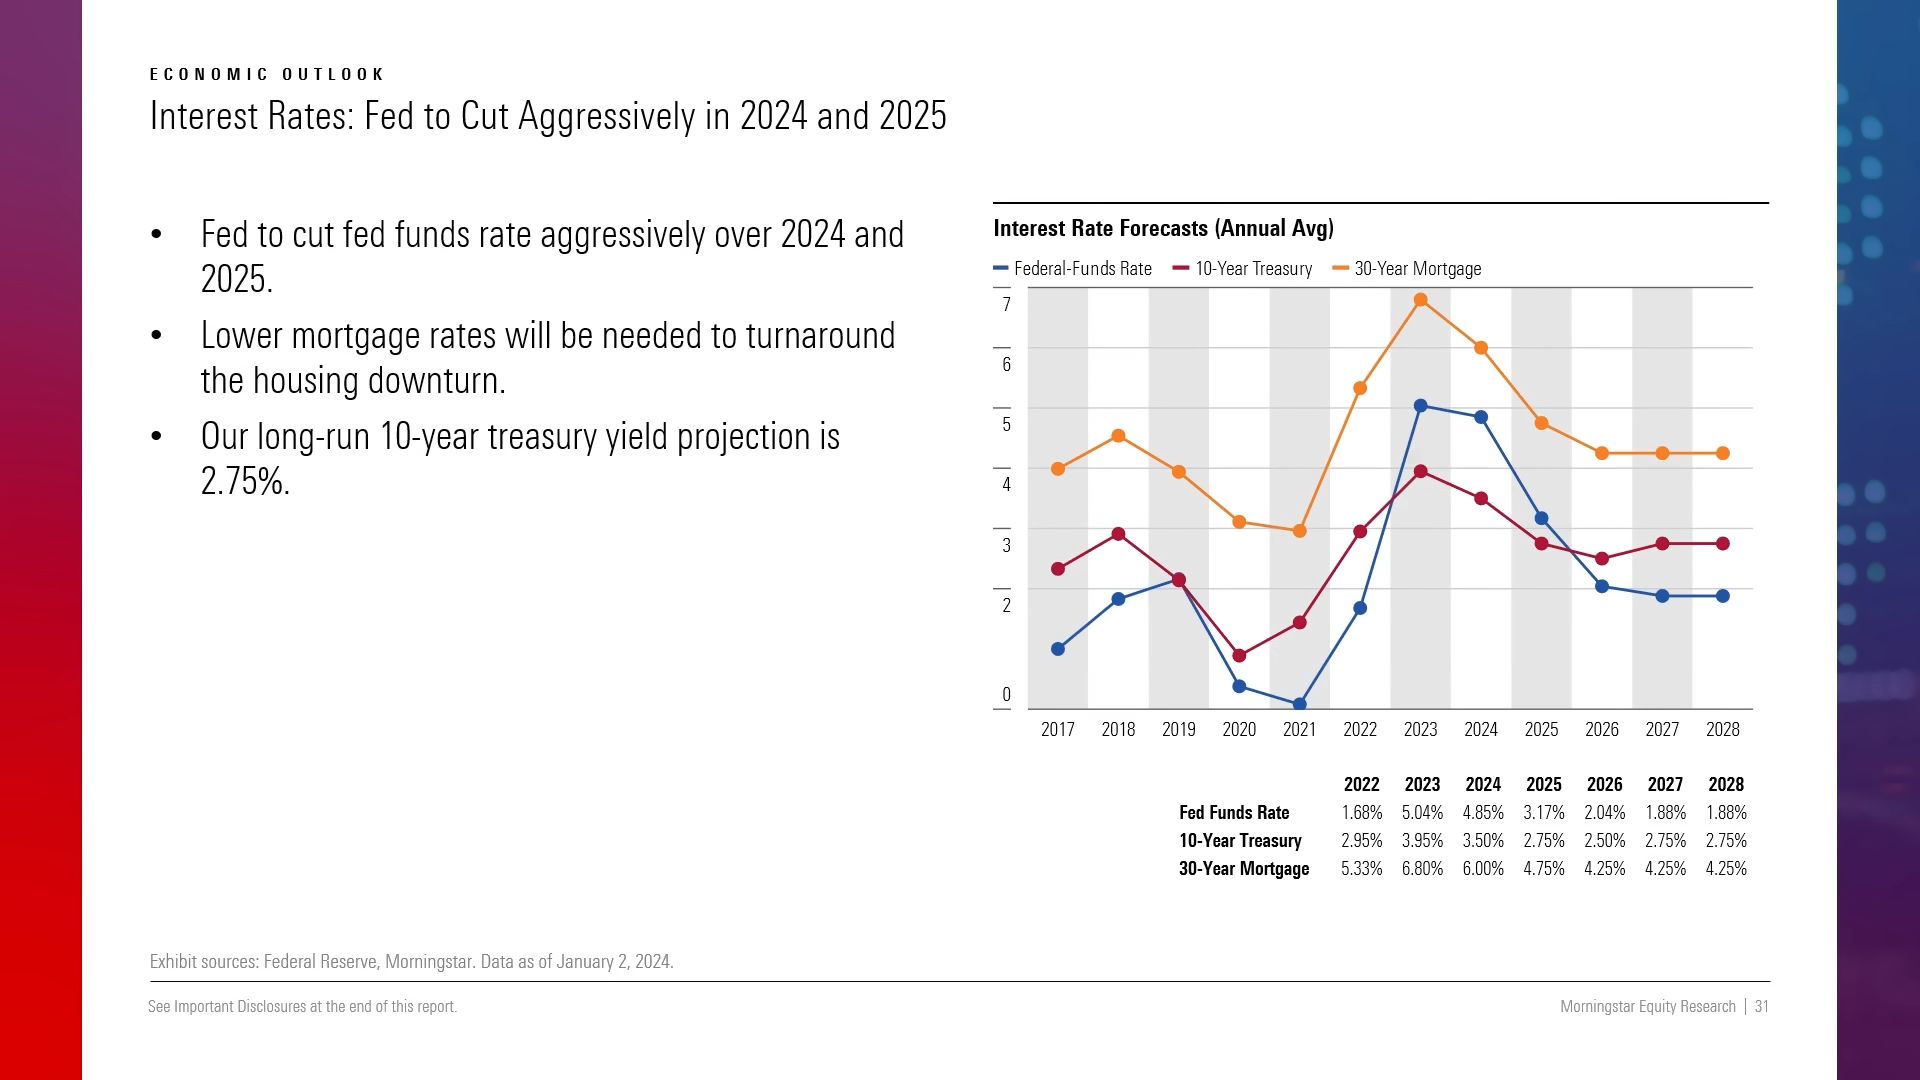 ECONOMIC OUTLOOK
Interest Rates: Fed to Cut Aggressively in 2024 and 2025
• Fed to cut fed funds rate aggressively over 2024 and
2025.
• Lower mortgage rates will be needed to turnaround
the housing downturn.
• Our long-run 10-year treasury yield projection is
2.75%.
Interest Rate Forecasts (Annual Avg)
Federal-Funds Rate 10-Year Treasury 30-Year Mortgage
7
6
5
4
3
2
0
2017 2018 2019 2020 2021 2022 2023 2024 2025 2026 2027 2028
2022 2023 2024 2025 2026 2027 2028
Fed Funds Rate 1.68% 5.04% 4.85% 3.17% 2.04% 1.88% 1.88%
10-Year Treasury 2.95% 3.95% 3.50% 2.75% 2.50% 2.75% 2.75%
30-Year Mortgage 5.33% 6.80% 6.00% 4.75% 4.25% 4.25% 4.25%
Exhibit sources: Federal Reserve, Morningstar. Data as of January 2, 2024.
See Important Disclosures at the end of this report.
Morningstar Equity Research | 31